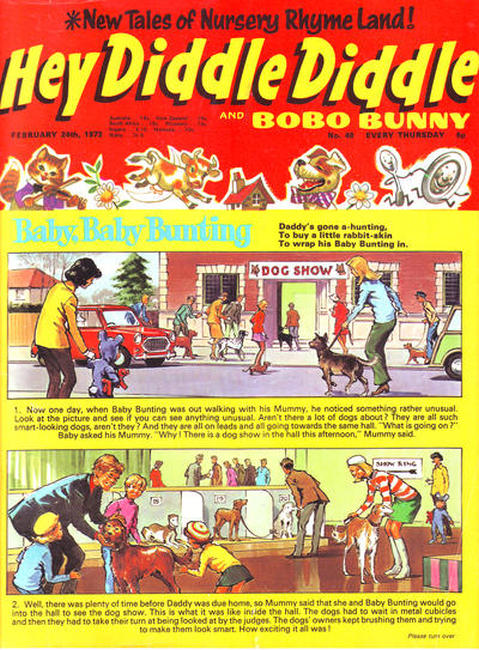 *New Tales of Nursery Rhyme Land!
Hey Diddle Diddle
AND BOBO BUNNY
FEBRUARY 24th, 1973
No. 48 EVERY THURSDAY
Baby, Baby Bunting
Daddy's gone a-hunting,
To buy a little rabbit-skin
To wrap his Baby Bunting in.
DOG SHOW
1. Now one day, when Baby Bunting was out walking with his Mummy, he noticed something rather unusual.
Look at the picture and see if you can see anything unusual. Aren't there a lot of dogs about? They are all such
smart-looking dogs, aren't they? And they are all on leads and all going towards the same hall. "What is going on?"
Baby asked his Mummy. "Why! There is a dog show in the hall this afternoon," Mummy said.
SHOW RING
2. Well, there was plenty of time before Daddy was due home, so Mummy said that she and Baby Bunting would go
into the hall to see the dog show. This is what it was like inside the hall. The dogs had to wait in metal cubicles
and then they had to take their turn at being looked at by the judges. The dogs' owners kept brushing them and trying
to make them look smart. How exciting it all was!
Please turn over